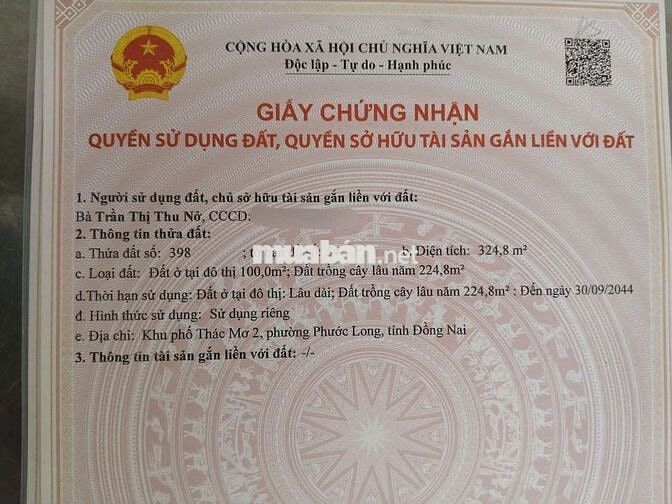 CỘNG HÒA XÃ HỘI CHỦ NGHĨA VIỆT NAM
Độc lập - Tự do - Hạnh phúc
GIẤY CHỨNG NHẬN
QUYỀN SỬ DỤNG ĐẤT, QUYỀN SỞ HỮU TÀI SẢN GẮN LIỀN VỚI ĐẤT
1. Người sử dụng đất, chủ sở hữu tài sản gắn liền với đất:
Bà Trần Thị Thu Nở, CCCD:
2. Thông tin thửa đất:
a. Thửa đất số: 398 ; b. Diện tích: 324,8 m²
muaban.net
c. Loại đất: Đất ở tại đô thị 100,0m²; Đất trồng cây lâu năm 224,8m²
d.Thời hạn sử dụng: Đất ở tại đô thị: Lâu dài; Đất trồng cây lâu năm 224,8m² : Đến ngày 30/09/2044
đ. Hình thức sử dụng: Sử dụng riêng
e. Địa chỉ: Khu phố Thác Mơ 2, phường Phước Long, tỉnh Đồng Nai
3. Thông tin tài sản gắn liền với đất: -/-